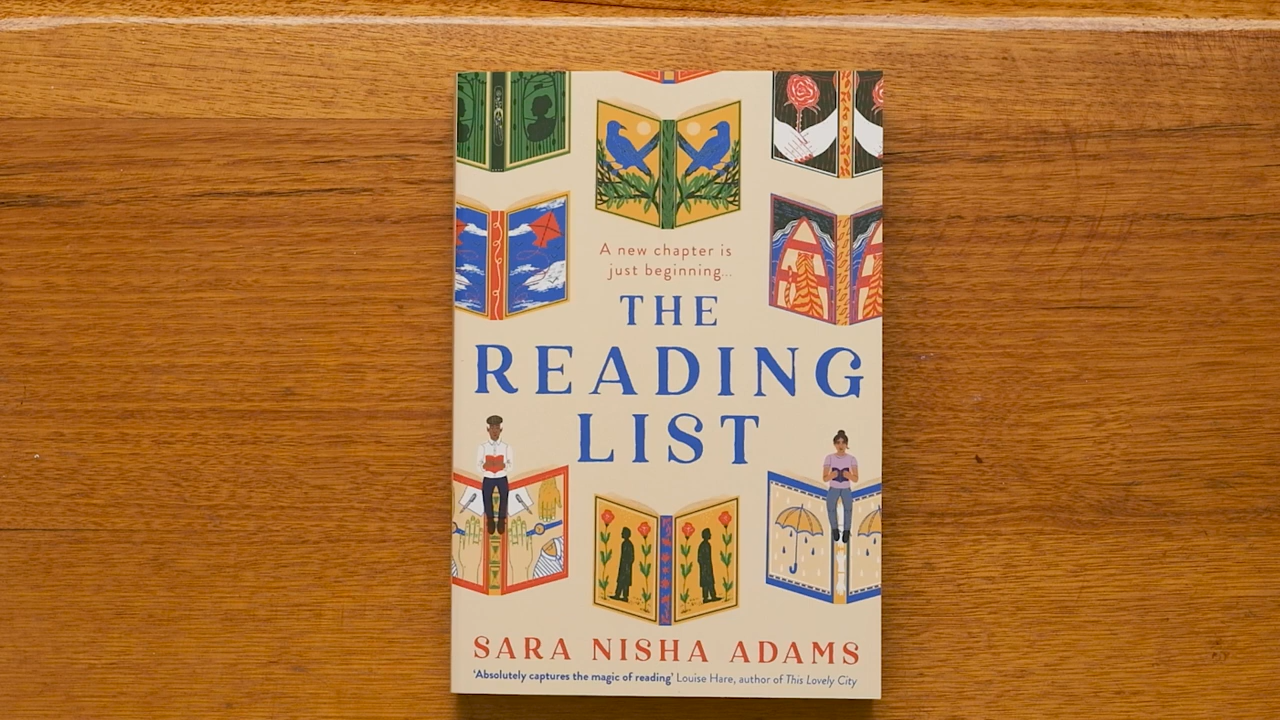 A new chapter is
just beginning...
THE
READING
LIST
SARA NISHA ADAMS
'Absolutely captures the magic of reading' Louise Hare, author of This Lovely City